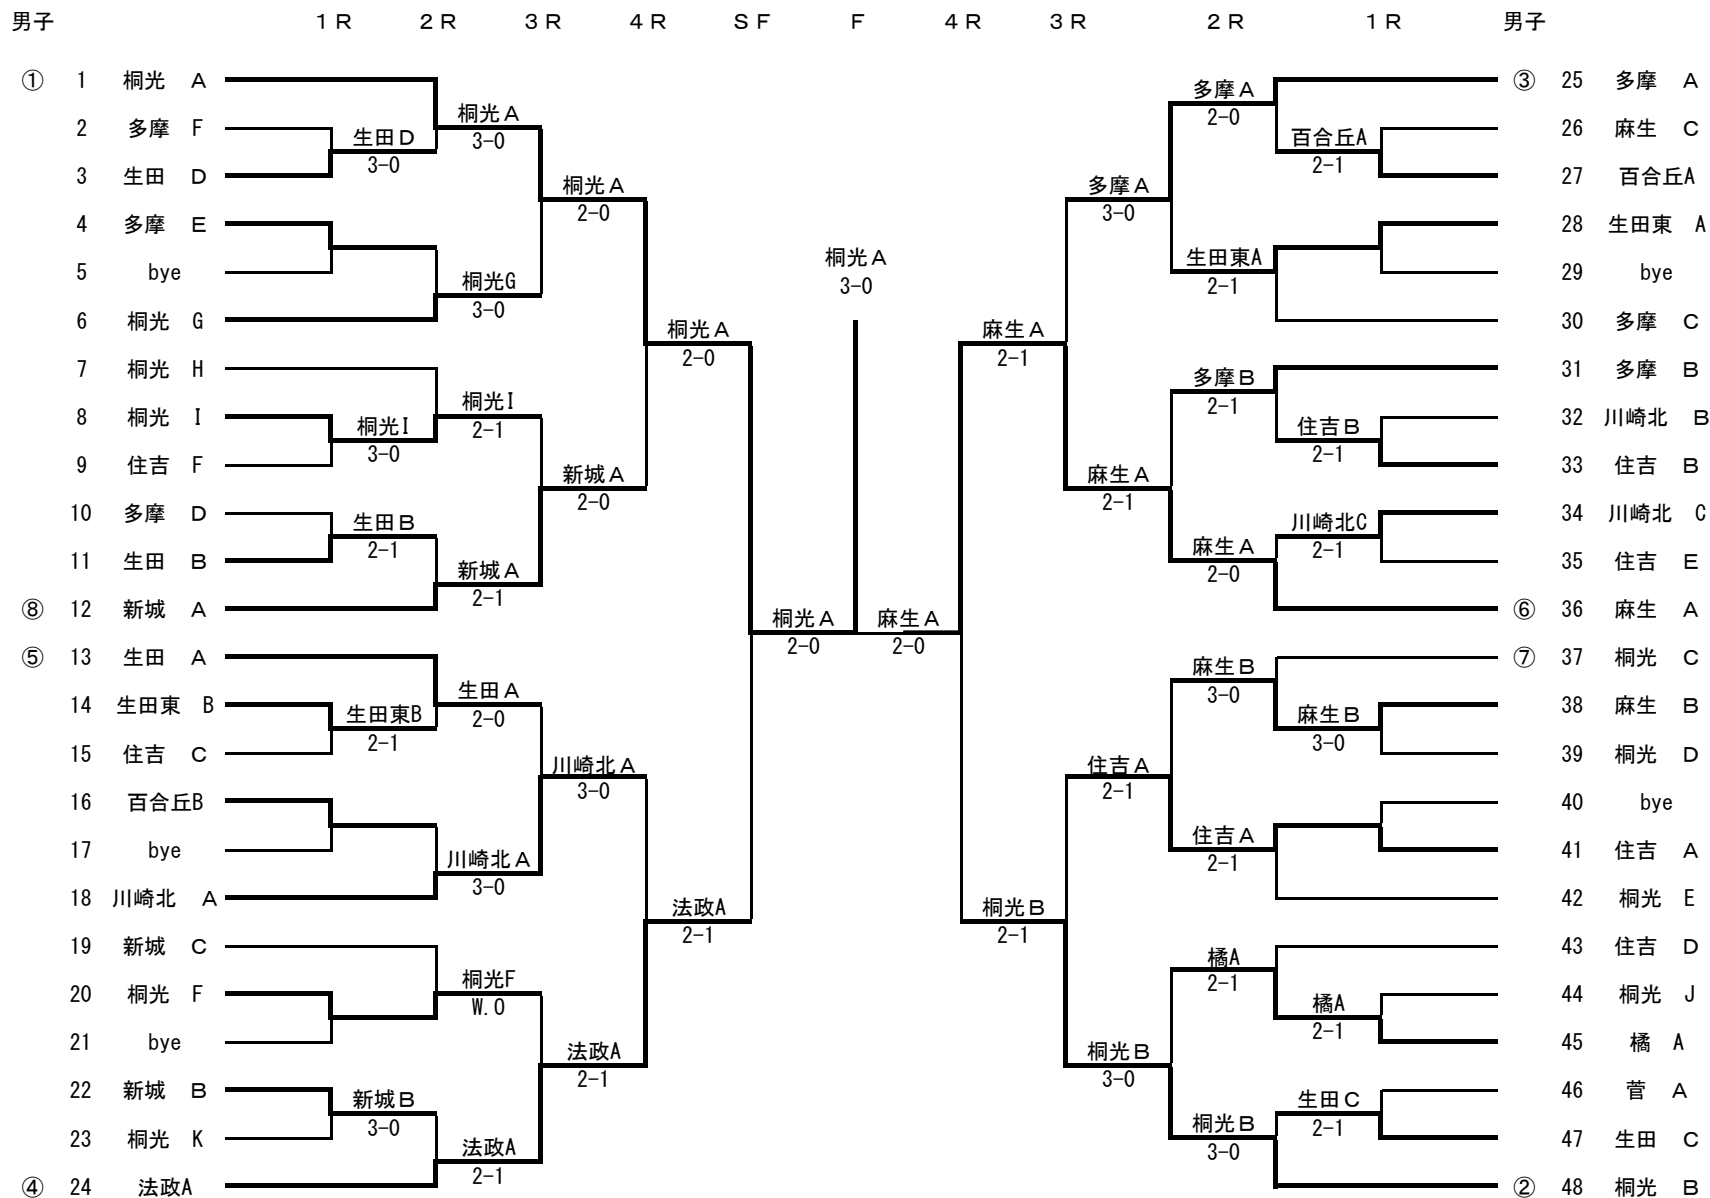 男子 1R 2R 3R 4R SF F 4R 3R 2R 1R 男子
① 1 桐光 A
2 多摩 F
3 生田 D
4 多摩 E
5 bye
6 桐光 G
7 桐光 H
8 桐光 I
9 住吉 F
10 多摩 D
11 生田 B
⑧ 12 新城 A
⑤ 13 生田 A
14 生田東 B
15 住吉 C
16 百合丘B
17 bye
18 川崎北 A
19 新城 C
20 桐光 F
21 bye
22 新城 B
23 桐光 K
④ 24 法政A
生田D
3-0
桐光I
3-0
生田B
2-1
生田東B
2-1
新城B
3-0
桐光A
3-0
桐光G
3-0
桐光I
2-1
新城A
2-1
生田A
2-0
川崎北A
3-0
桐光F
W.O
法政A
2-1
桐光A
2-0
新城A
2-0
川崎北A
3-0
法政A
2-1
桐光A
2-0
法政A
2-1
桐光A
2-0
桐光A
3-0
麻生A
2-0
麻生A
2-1
桐光B
2-1
多摩A
3-0
麻生A
2-1
住吉A
2-1
桐光B
3-0
多摩A
2-0
生田東A
2-1
多摩B
2-1
麻生A
2-0
麻生B
3-0
住吉A
2-1
橘A
2-1
桐光B
3-0
百合丘A
2-1
住吉B
2-1
川崎北C
2-1
麻生B
3-0
橘A
2-1
生田C
2-1
③ 25 多摩 A
26 麻生 C
27 百合丘A
28 生田東 A
29 bye
30 多摩 C
31 多摩 B
32 川崎北 B
33 住吉 B
34 川崎北 C
35 住吉 E
⑥ 36 麻生 A
⑦ 37 桐光 C
38 麻生 B
39 桐光 D
40 bye
41 住吉 A
42 桐光 E
43 住吉 D
44 桐光 J
45 橘 A
46 菅 A
47 生田 C
② 48 桐光 B